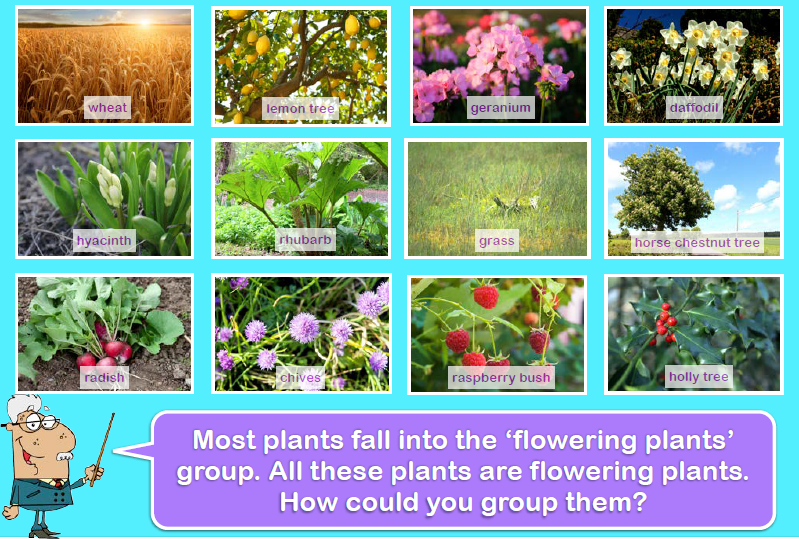 wheat
lemon tree
geranium
daffodil
hyacinth
rhubarb
grass
horse chestnut tree
radish
chives
raspberry bush
holly tree
Most plants fall into the ‘flowering plants’
group. All these plants are flowering plants.
How could you group them?